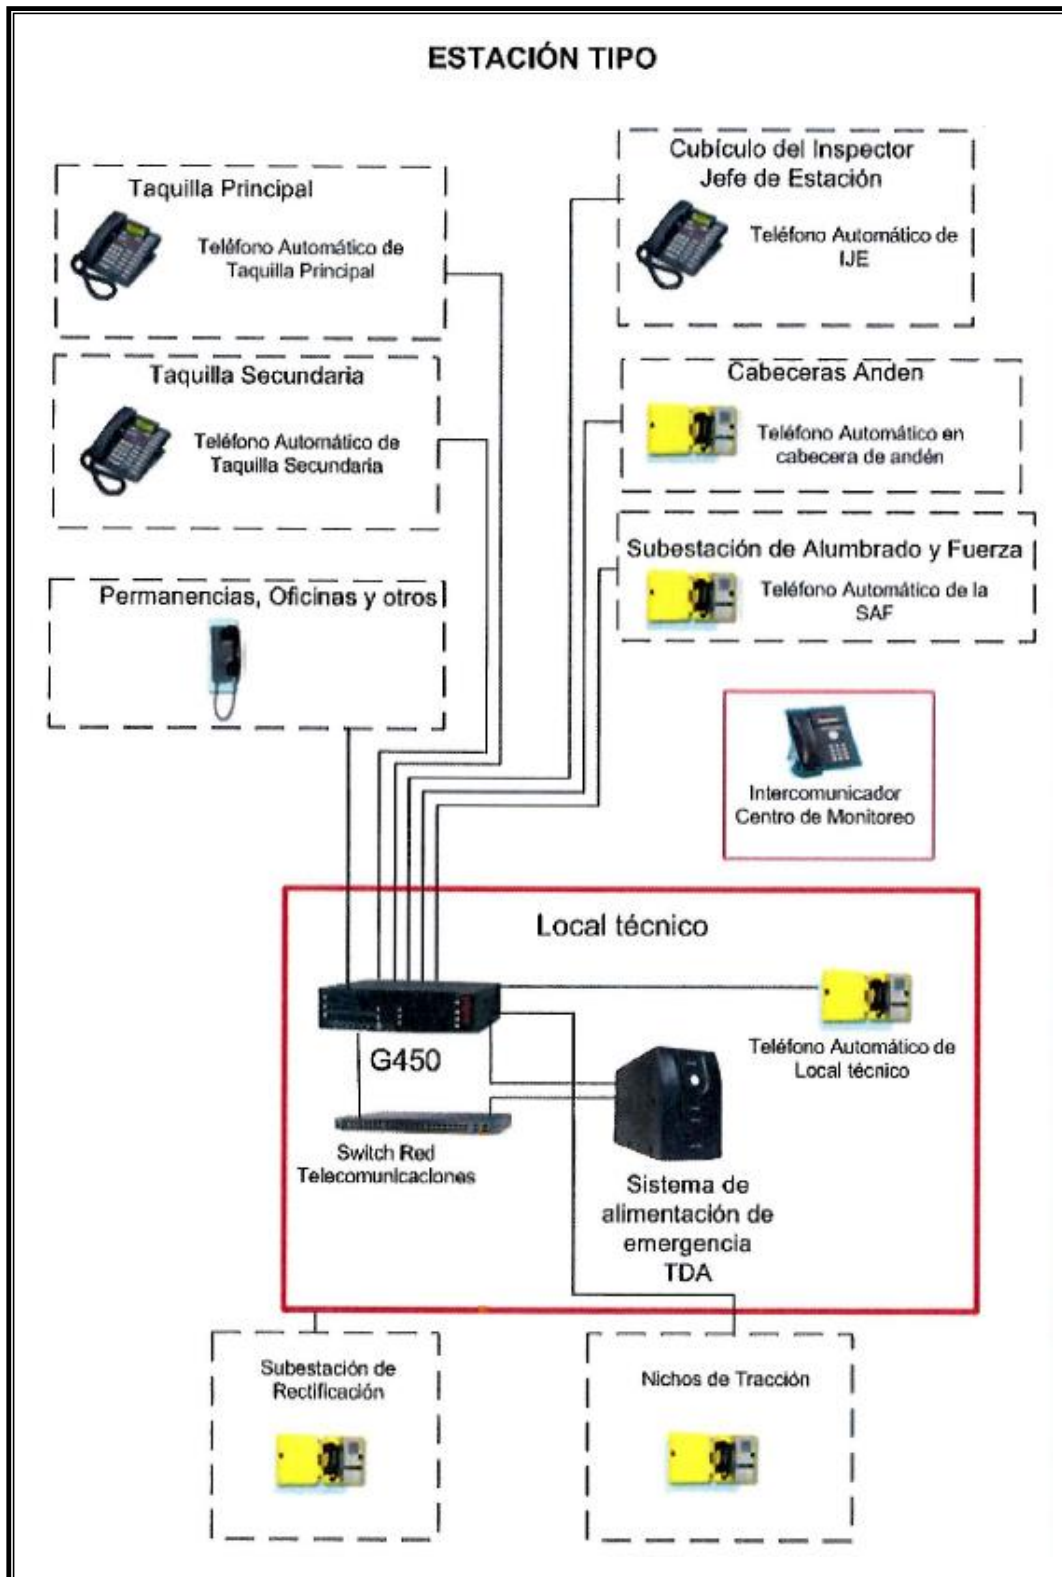 ESTACIÓN TIPO
Taquilla Principal
Teléfono Automático de
Taquilla Principal
Cubículo del Inspector
Jefe de Estación
Teléfono Automático de
IJE
Taquilla Secundaria
Teléfono Automático de
Taquilla Secundaria
Cabeceras Anden
Teléfono Automático en
cabecera de andén
Subestación de Alumbrado y Fuerza
Teléfono Automático de la
SAF
Permanencias, Oficinas y otros
Intercomunicador
Centro de Monitoreo
Local técnico
G450
Teléfono Automático de
Local técnico
Switch Red
Telecomunicaciones
Sistema de
alimentación de
emergencia
TDA
Subestación de
Rectificación
Nichos de Tracción